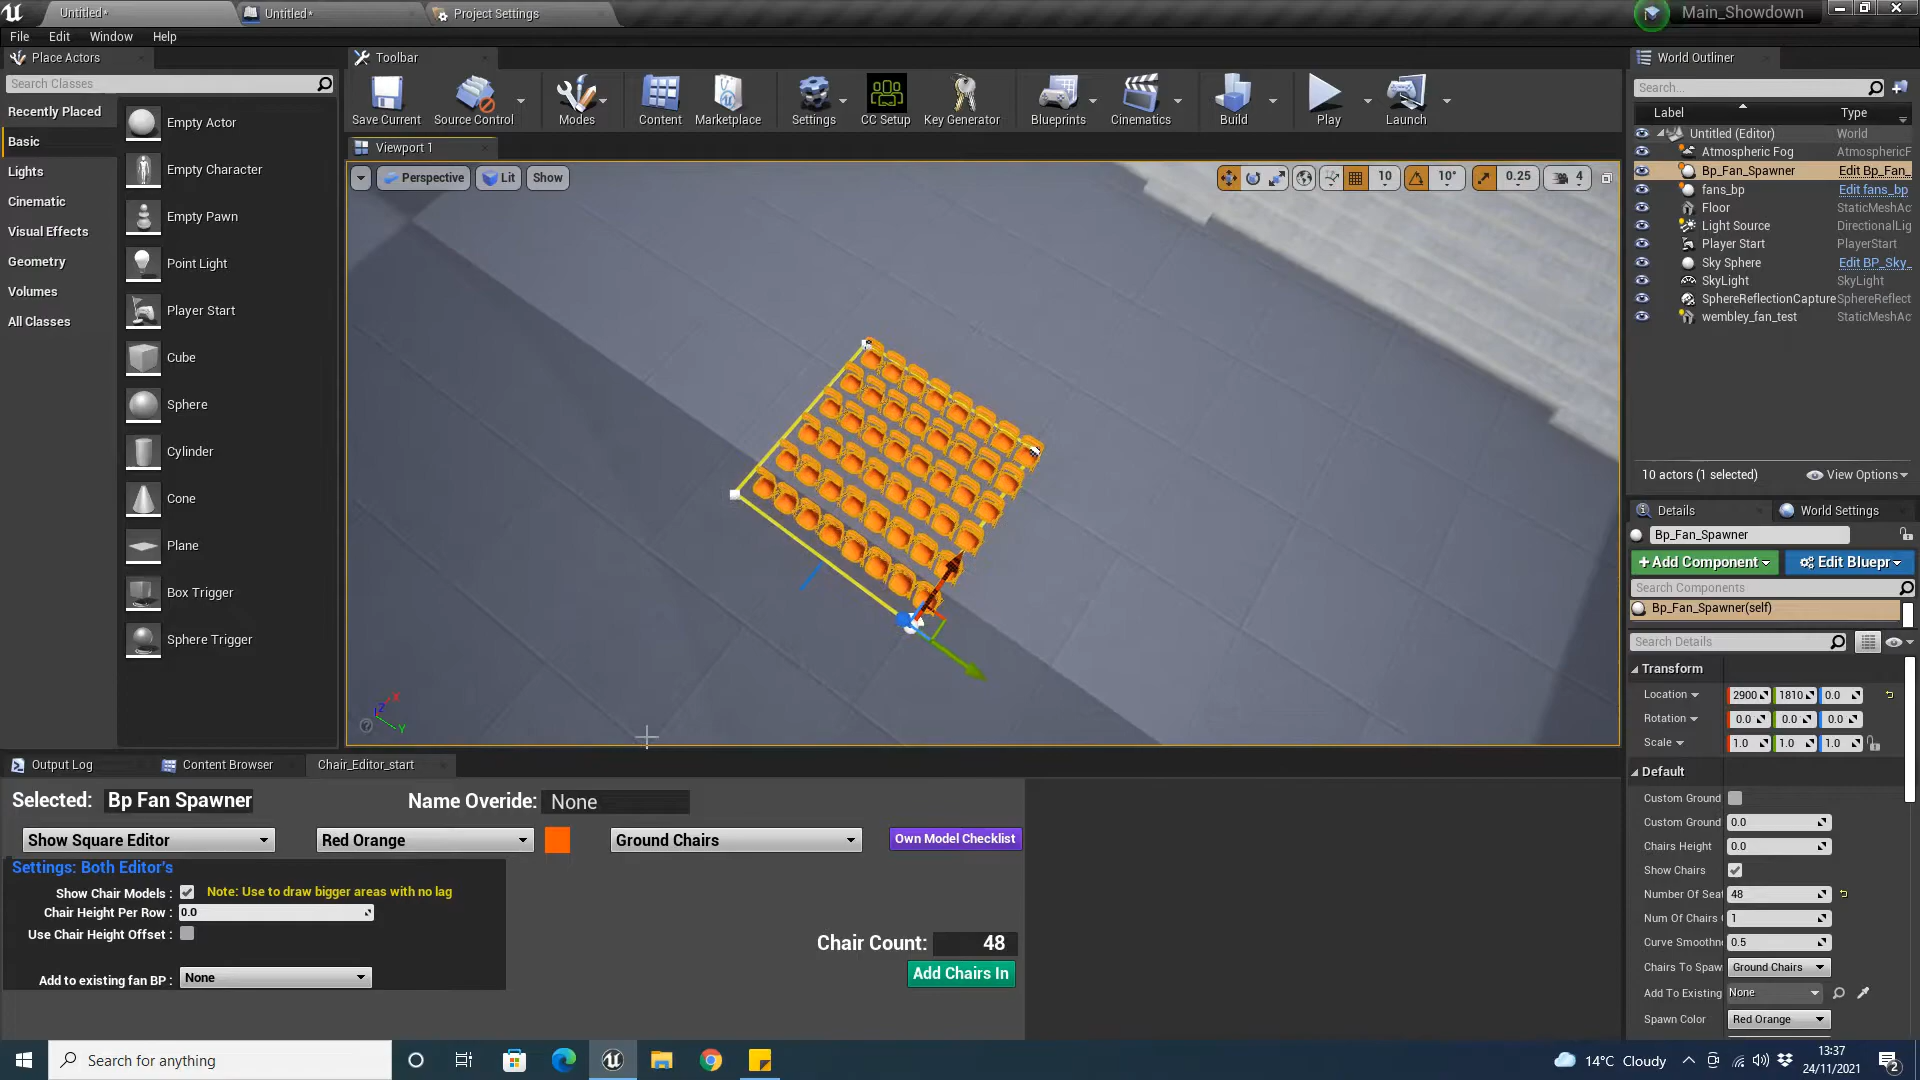 Untitled*
Untitled*
Project Settings
Main_Showdown
File Edit Window Help
Place Actors
Search Classes
Recently Placed
Basic
Lights
Cinematic
Visual Effects
Geometry
Volumes
All Classes
Empty Actor
Empty Character
Empty Pawn
Point Light
Player Start
Cube
Sphere
Cylinder
Cone
Plane
Box Trigger
Sphere Trigger
Toolbar
Save Current
Source Control
Modes
Content
Marketplace
Settings
CC Setup
Key Generator
Blueprints
Cinematics
Build
Play
Launch
Viewport 1
Perspective Lit Show
10 10° 0.25 4
X
Z
Y
World Outliner
Search...
Label Type
Untitled (Editor) World
Atmospheric Fog AtmosphericF
Bp_Fan_Spawner Edit Bp_Fan_
fans_bp Edit fans_bp
Floor StaticMeshAc
Light Source DirectionalLig
Player Start PlayerStart
Sky Sphere Edit BP_Sky_
SkyLight SkyLight
SphereReflectionCapture SphereReflect
wembley_fan_test StaticMeshAc
10 actors (1 selected) View Options
Details World Settings
Bp_Fan_Spawner
+Add Component Edit Bluepr
Search Components
Bp_Fan_Spawner(self)
Search Details
Transform
Location 2900 1810 0.0
Rotation 0.0 0.0 0.0
Scale 1.0 1.0 1.0
Default
Custom Ground
Custom Ground 0.0
Chairs Height 0.0
Show Chairs
Number Of Sea 48
Num Of Chairs 1
Curve Smoothn 0.5
Chairs To Spaw Ground Chairs
Add To Existing None
Spawn Color Red Orange
Output Log
Content Browser
Chair_Editor_start
Selected: Bp Fan Spawner
Name Overide: None
Show Square Editor
Red Orange
Ground Chairs
Own Model Checklist
Settings: Both Editor's
Show Chair Models : Note: Use to draw bigger areas with no lag
Chair Height Per Row : 0.0
Use Chair Height Offset :
Add to existing fan BP : None
Chair Count: 48
Add Chairs In
Search for anything
14°C Cloudy
13:37
24/11/2021
2